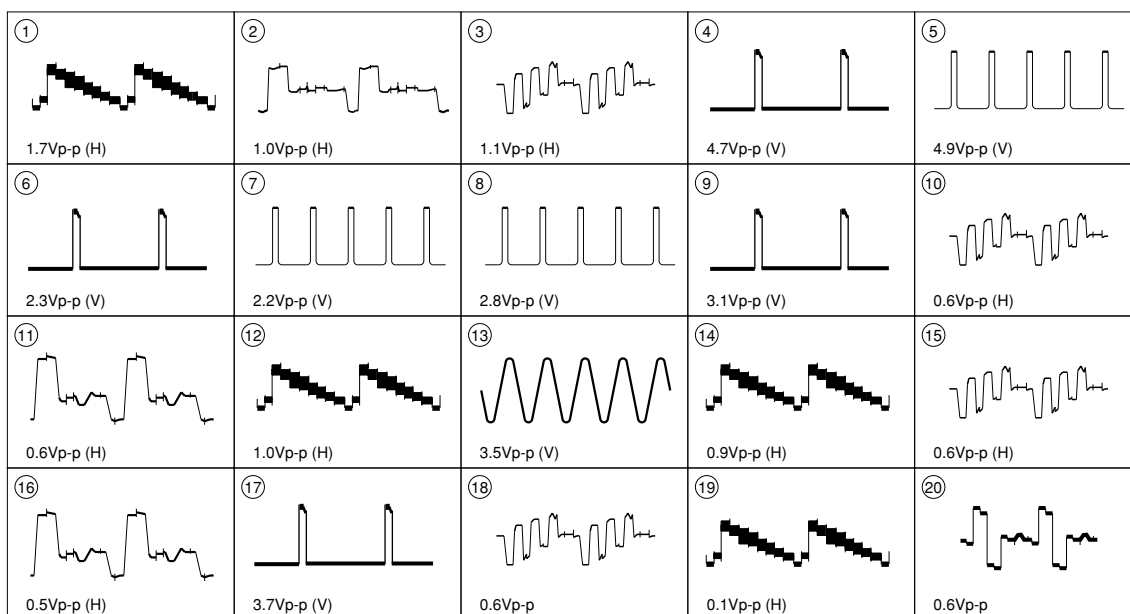 1
2
3
4
5
1.7Vp-p (H)
1.0Vp-p (H)
1.1Vp-p (H)
4.7Vp-p (V)
4.9Vp-p (V)
6
7
8
9
10
2.3Vp-p (V)
2.2Vp-p (V)
2.8Vp-p (V)
3.1Vp-p (V)
0.6Vp-p (H)
11
12
13
14
15
0.6Vp-p (H)
1.0Vp-p (H)
3.5Vp-p (V)
0.9Vp-p (H)
0.6Vp-p (H)
16
17
18
19
20
0.5Vp-p (H)
3.7Vp-p (V)
0.6Vp-p
0.1Vp-p (H)
0.6Vp-p